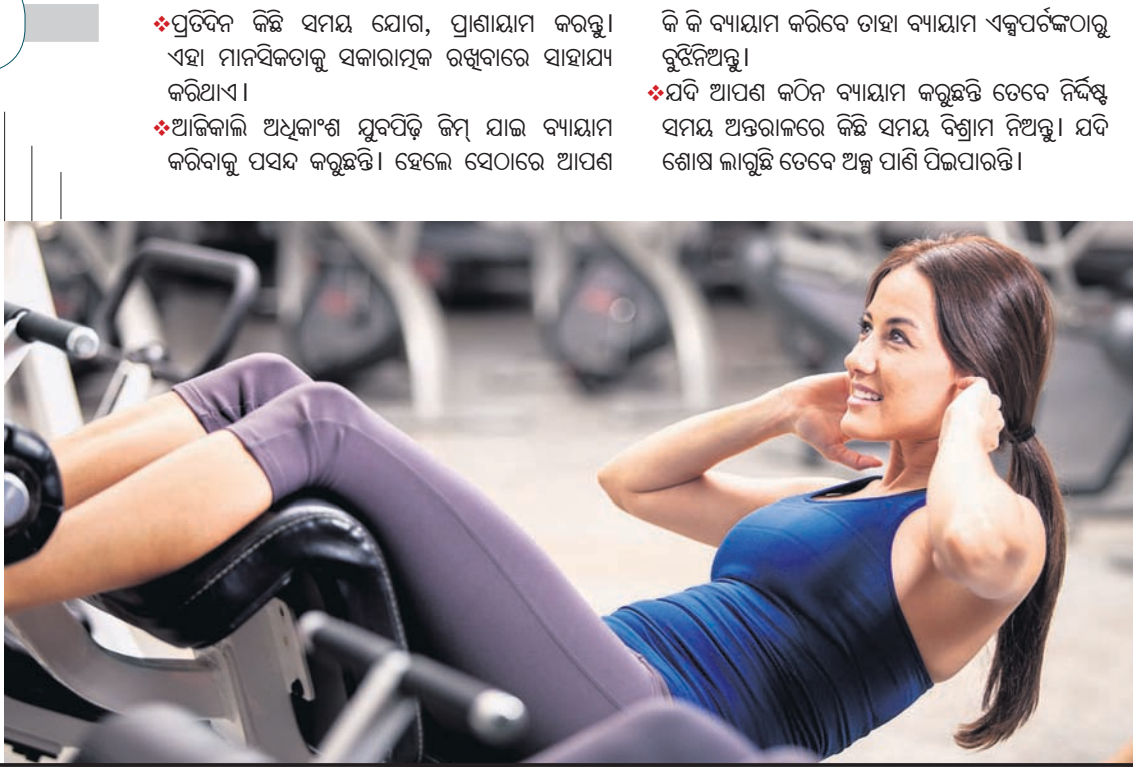 ❖ପ୍ରତିଦିନ କିଛି ସମୟ ଯୋଗ, ପ୍ରାଣାୟାମ କରନ୍ତୁ।
ଏହା ମାନସିକତାକୁ ସକାରାତ୍ମକ ରଖିବାରେ ସାହାଯ୍ୟ
କରିଥାଏ।
❖ଆଜିକାଲି ଅଧିକାଂଶ ଯୁବପିଢ଼ି ଜିମ୍ ଯାଇ ବ୍ୟାୟାମ
କରିବାକୁ ପସନ୍ଦ କରୁଛନ୍ତି। ହେଲେ ସେଠାରେ ଆପଣ
କି କି ବ୍ୟାୟାମ କରିବେ ତାହା ବ୍ୟାୟାମ ଏକ୍ସପର୍ଟଙ୍କଠାରୁ
ବୁଝିନିଅନ୍ତୁ।
❖ଯଦି ଆପଣ କଠିନ ବ୍ୟାୟାମ କରୁଛନ୍ତି ତେବେ ନିର୍ଦ୍ଦିଷ୍ଟ
ସମୟ ଅନ୍ତରାଳରେ କିଛି ସମୟ ବିଶ୍ରାମ ନିଅନ୍ତୁ। ଯଦି
ଶୋଷ ଲାଗୁଛି ତେବେ ଅଳ୍ପ ପାଣି ପିଇପାରନ୍ତି।